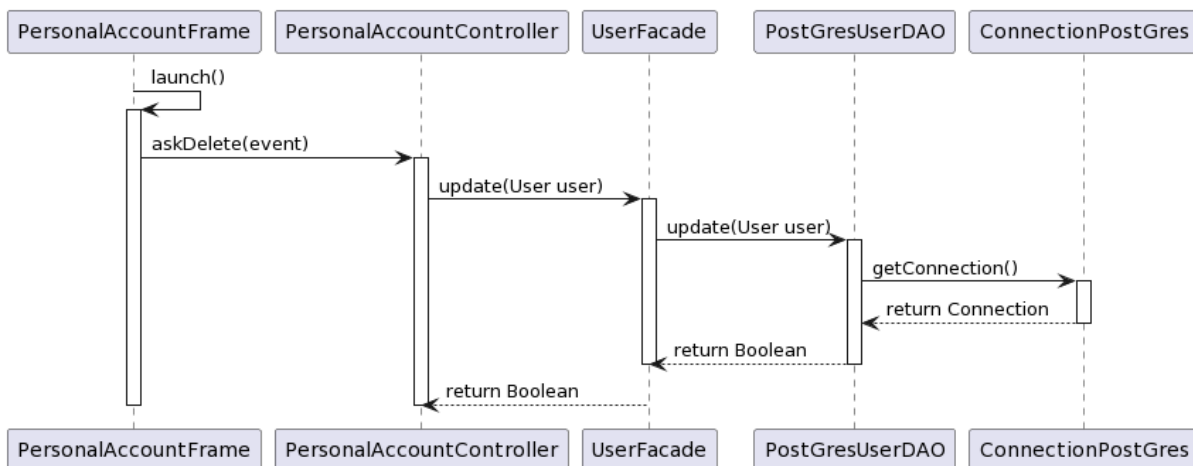 PersonalAccountFrame PersonalAccountController UserFacade PostGresUserDAO ConnectionPostGres
launch()
askDelete(event)
update(User user)
update(User user)
getConnection()
return Connection
return Boolean
return Boolean
PersonalAccountFrame PersonalAccountController UserFacade PostGresUserDAO ConnectionPostGres